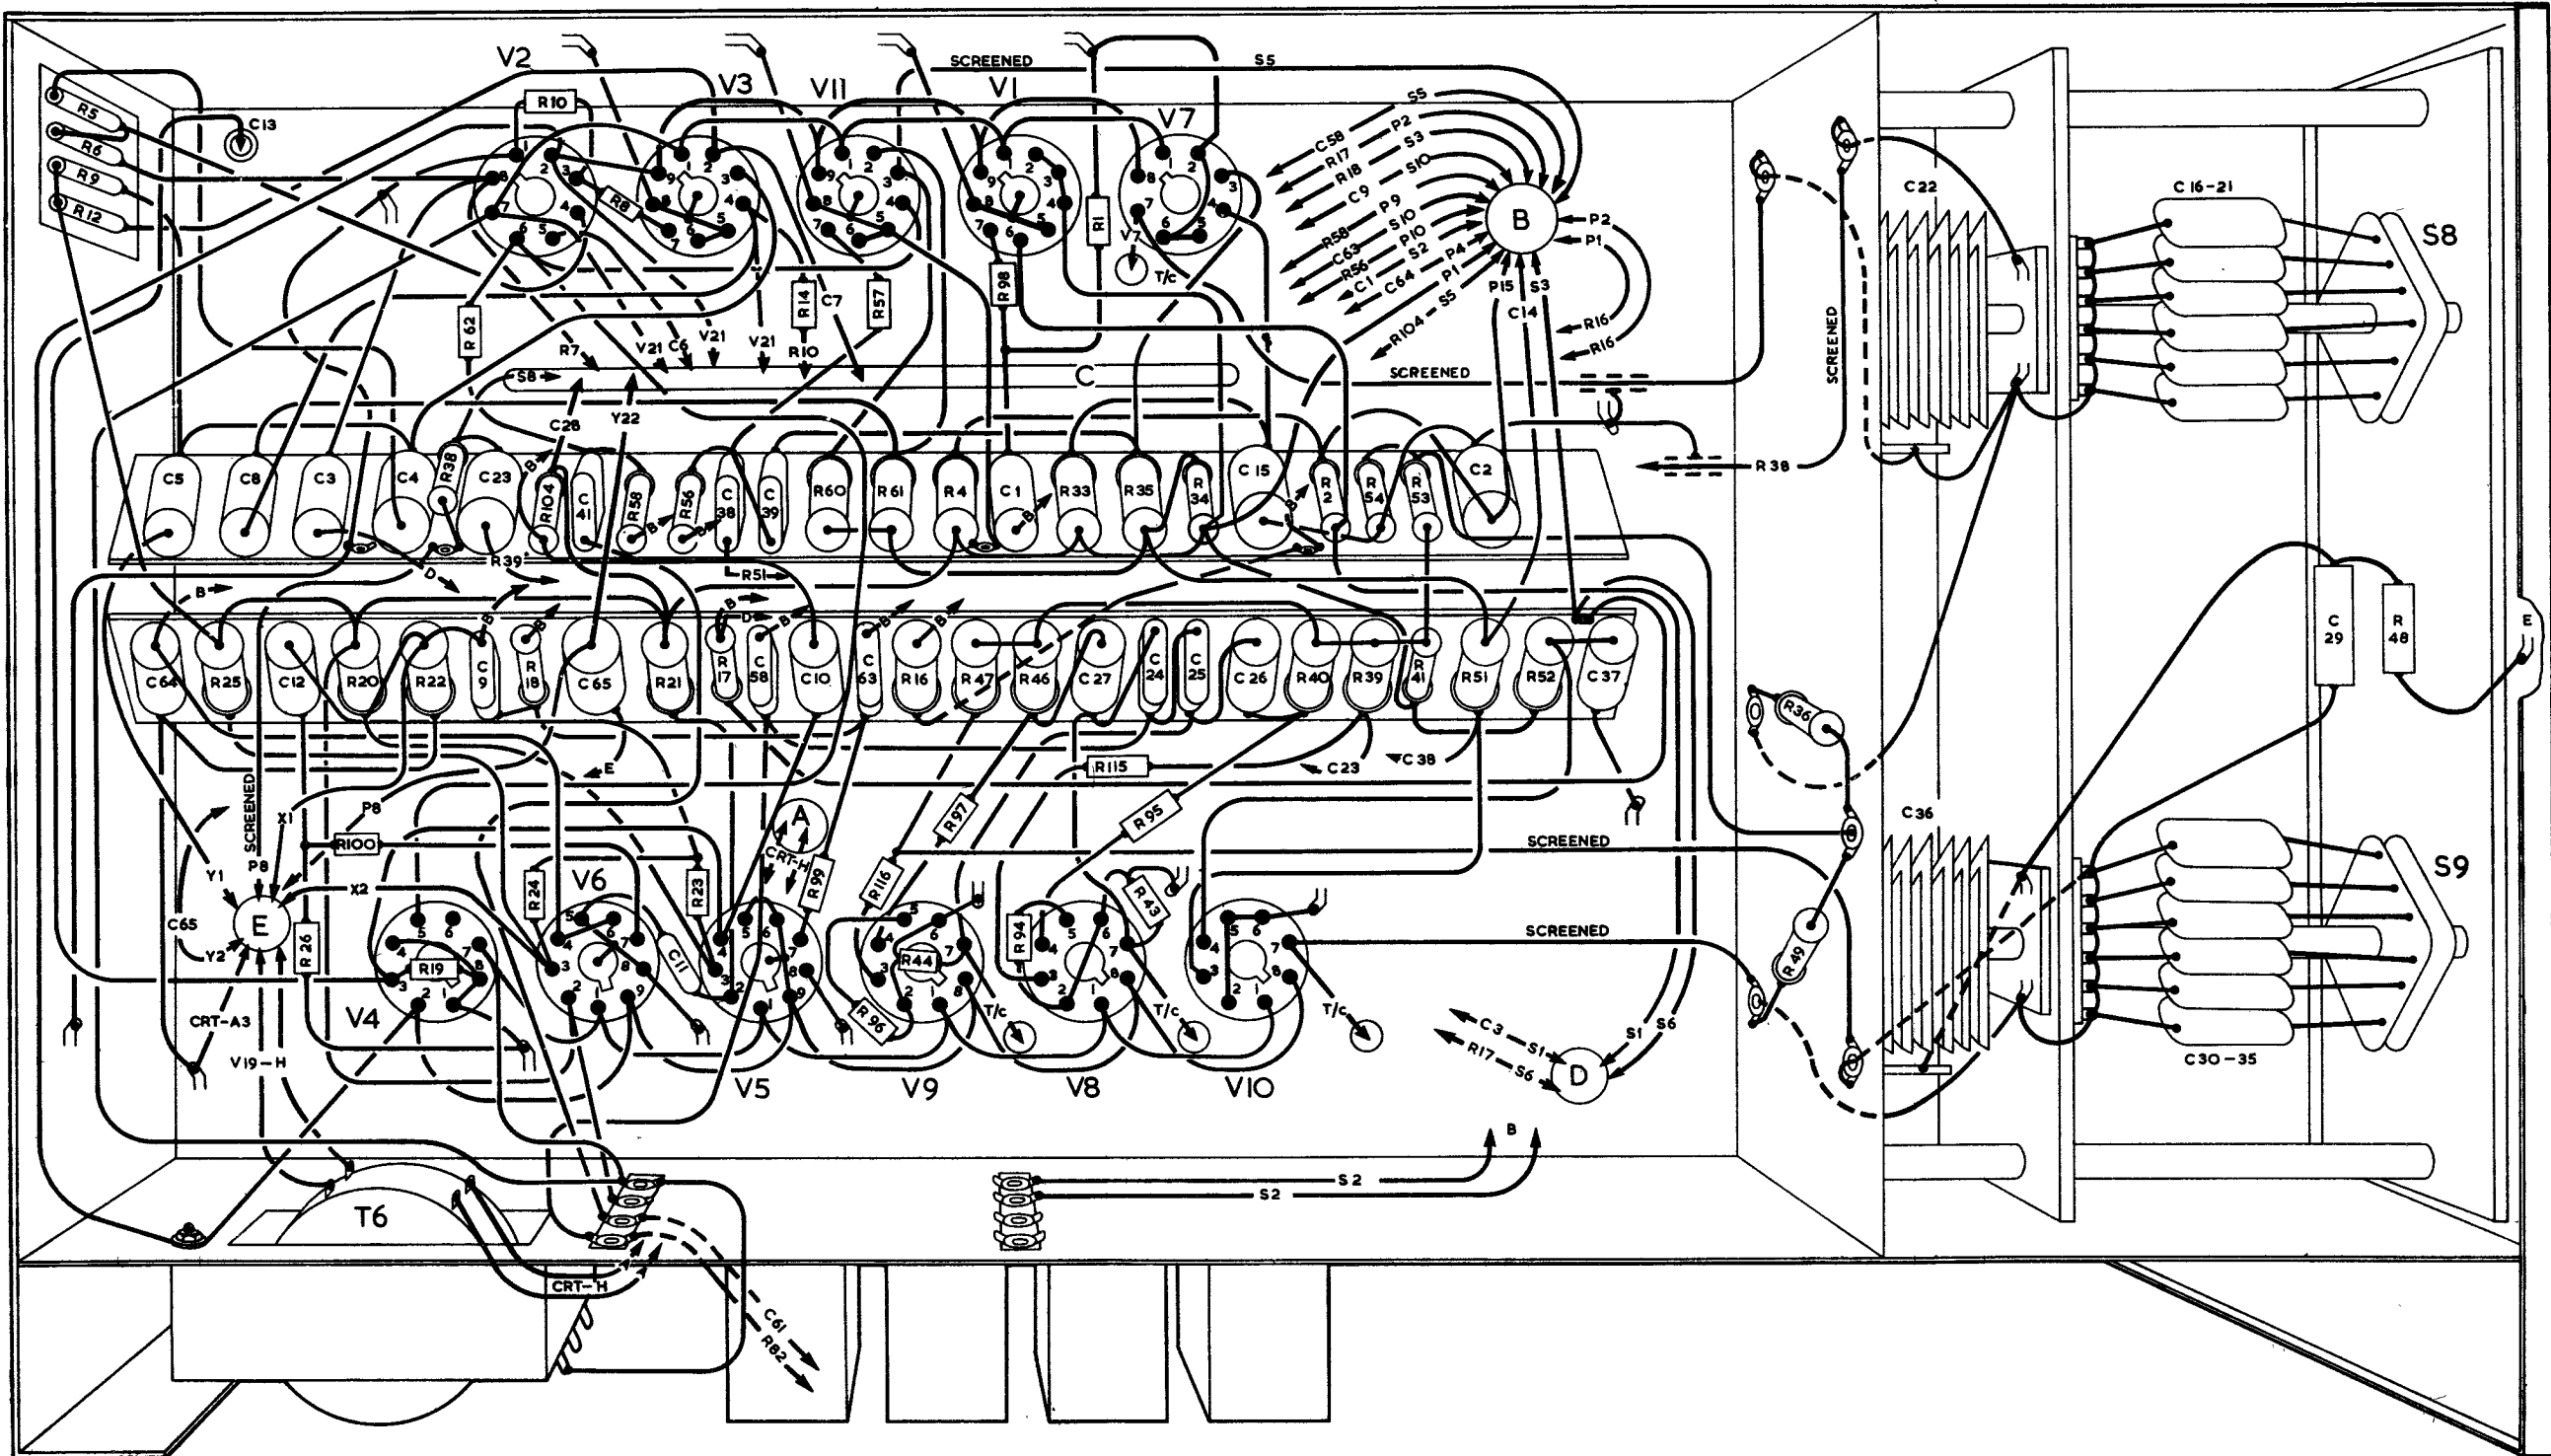 V2
V3
V11
V1
V7
SCREENED
S5
R5
R6
R9
R12
C13
R10
R8
R1
V7
T/C
R62
R14
C7
R57
R98
R7
V21
C6
V21
V21
R10
S8
C
C28
Y22
C58
S5
R17
P2
R18
S3
C9
S10
R58
P9
C63
S10
R56
P10
C1
S2
C64
P4
P1
R104
S5
B
P2
P1
P15
S3
C14
R16
R16
SCREENED
SCREENED
R38
C22
C16-21
S8
C5
C8
C3
C4
R38
C23
B
R104
C41
R58
B
R56
B
C38
C39
R60
R61
R4
C1
B
R33
R35
R34
C15
B
R2
R54
R53
C2
D
R39
R51
B
B
B
B
D
B
B
B
C64
R25
C12
R20
R22
C9
R18
C65
R21
R17
C58
C10
C63
R16
R47
R46
C27
C24
C25
C26
R40
R39
R41
R51
R52
C37
C29
R48
E
R36
R49
E
R115
C23
C38
SCREENED
X1
P8
P8
R100
X2
Y1
E
C65
Y2
R26
CRT-A3
V19-H
A
CRT-H
R99
R97
R95
R116
SCREENED
SCREENED
R24
V6
R23
C11
R19
V4
R44
R96
R94
R43
T/C
T/C
T/C
V5
V9
V8
V10
C3
S1
R17
S6
D
S1
S6
C36
C30-35
S9
B
S2
S2
T6
CRT-H
C61
R82